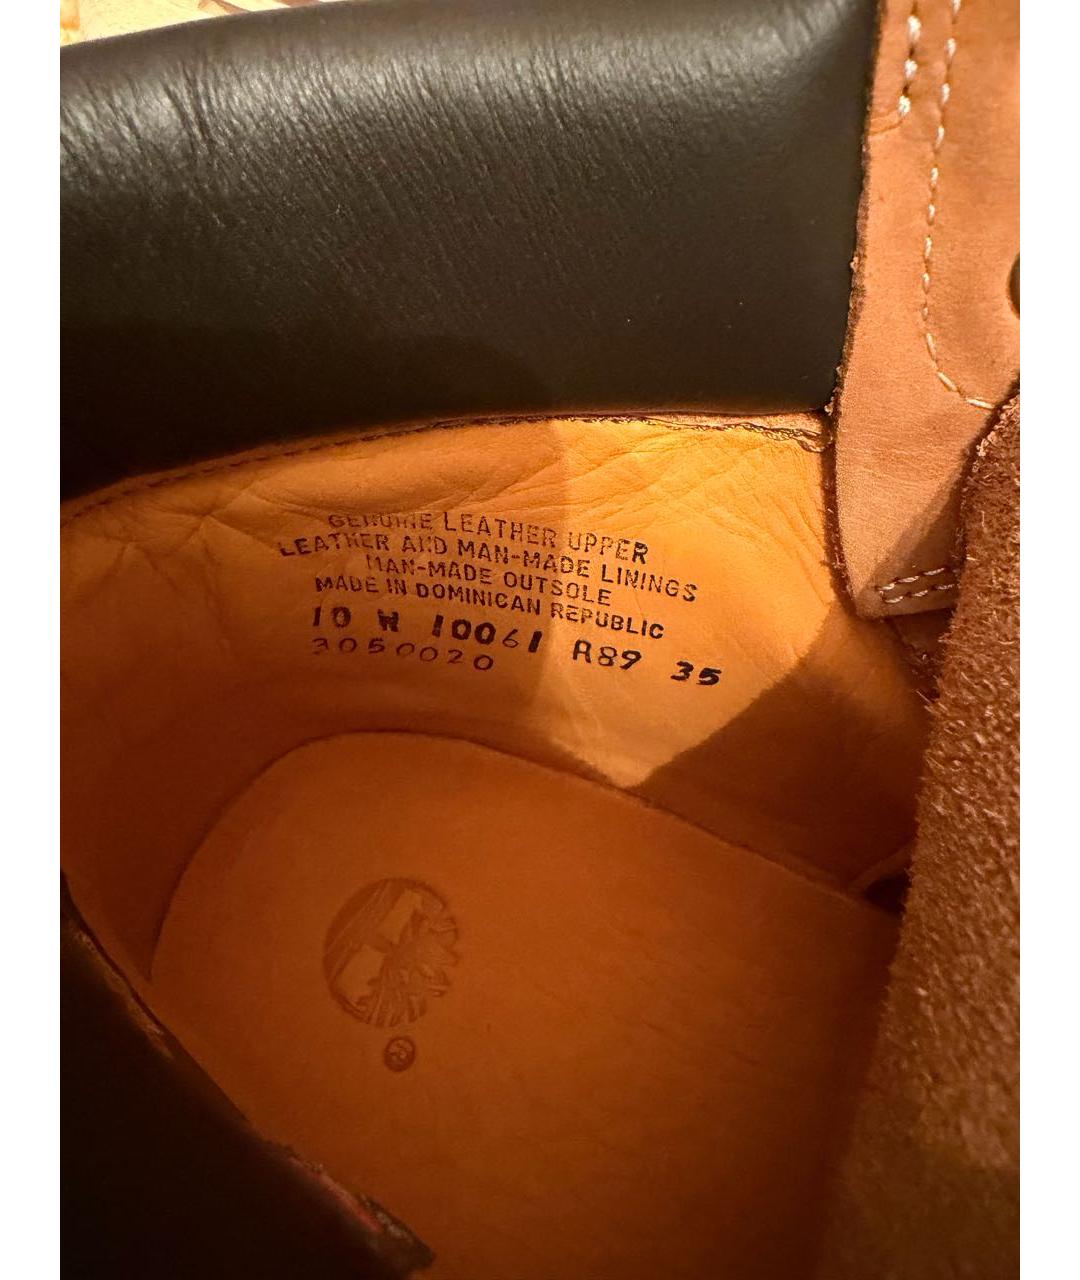 GENUINE LEATHER UPPER
LEATHER AND MAN-MADE LININGS
MAN-MADE OUTSOLE
MADE IN DOMINICAN REPUBLIC
10 W 10061 A89 35
3050020
®